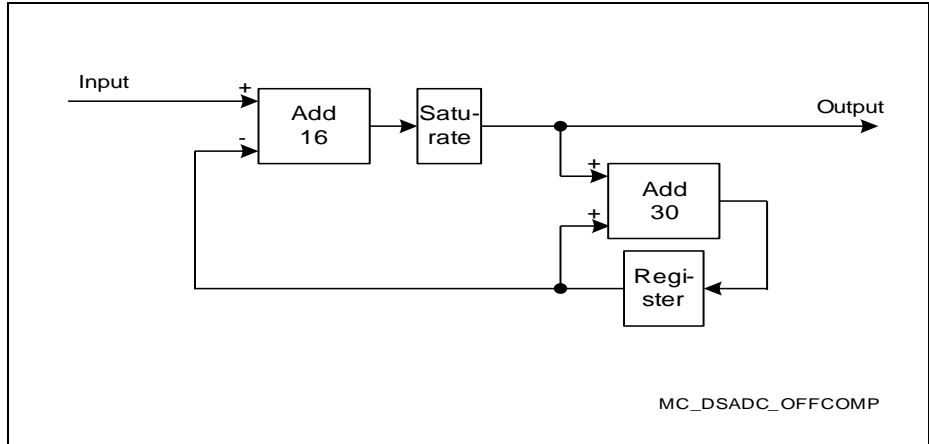 Input
+
Add
16
-
Satu-
rate
Output
+
Add
30
+
Regi-
ster
MC_DSADC_OFFCOMP